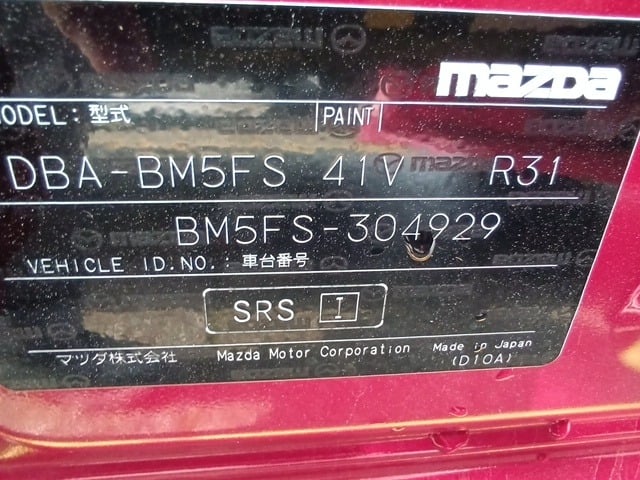 mazda
MODEL: 型式 PAINT
DBA-BM5FS 41V R31
BM5FS-304929
VEHICLE ID.NO.: 車台番号
SRS I
マツダ株式会社 Mazda Motor Corporation Made in Japan
(D10A)